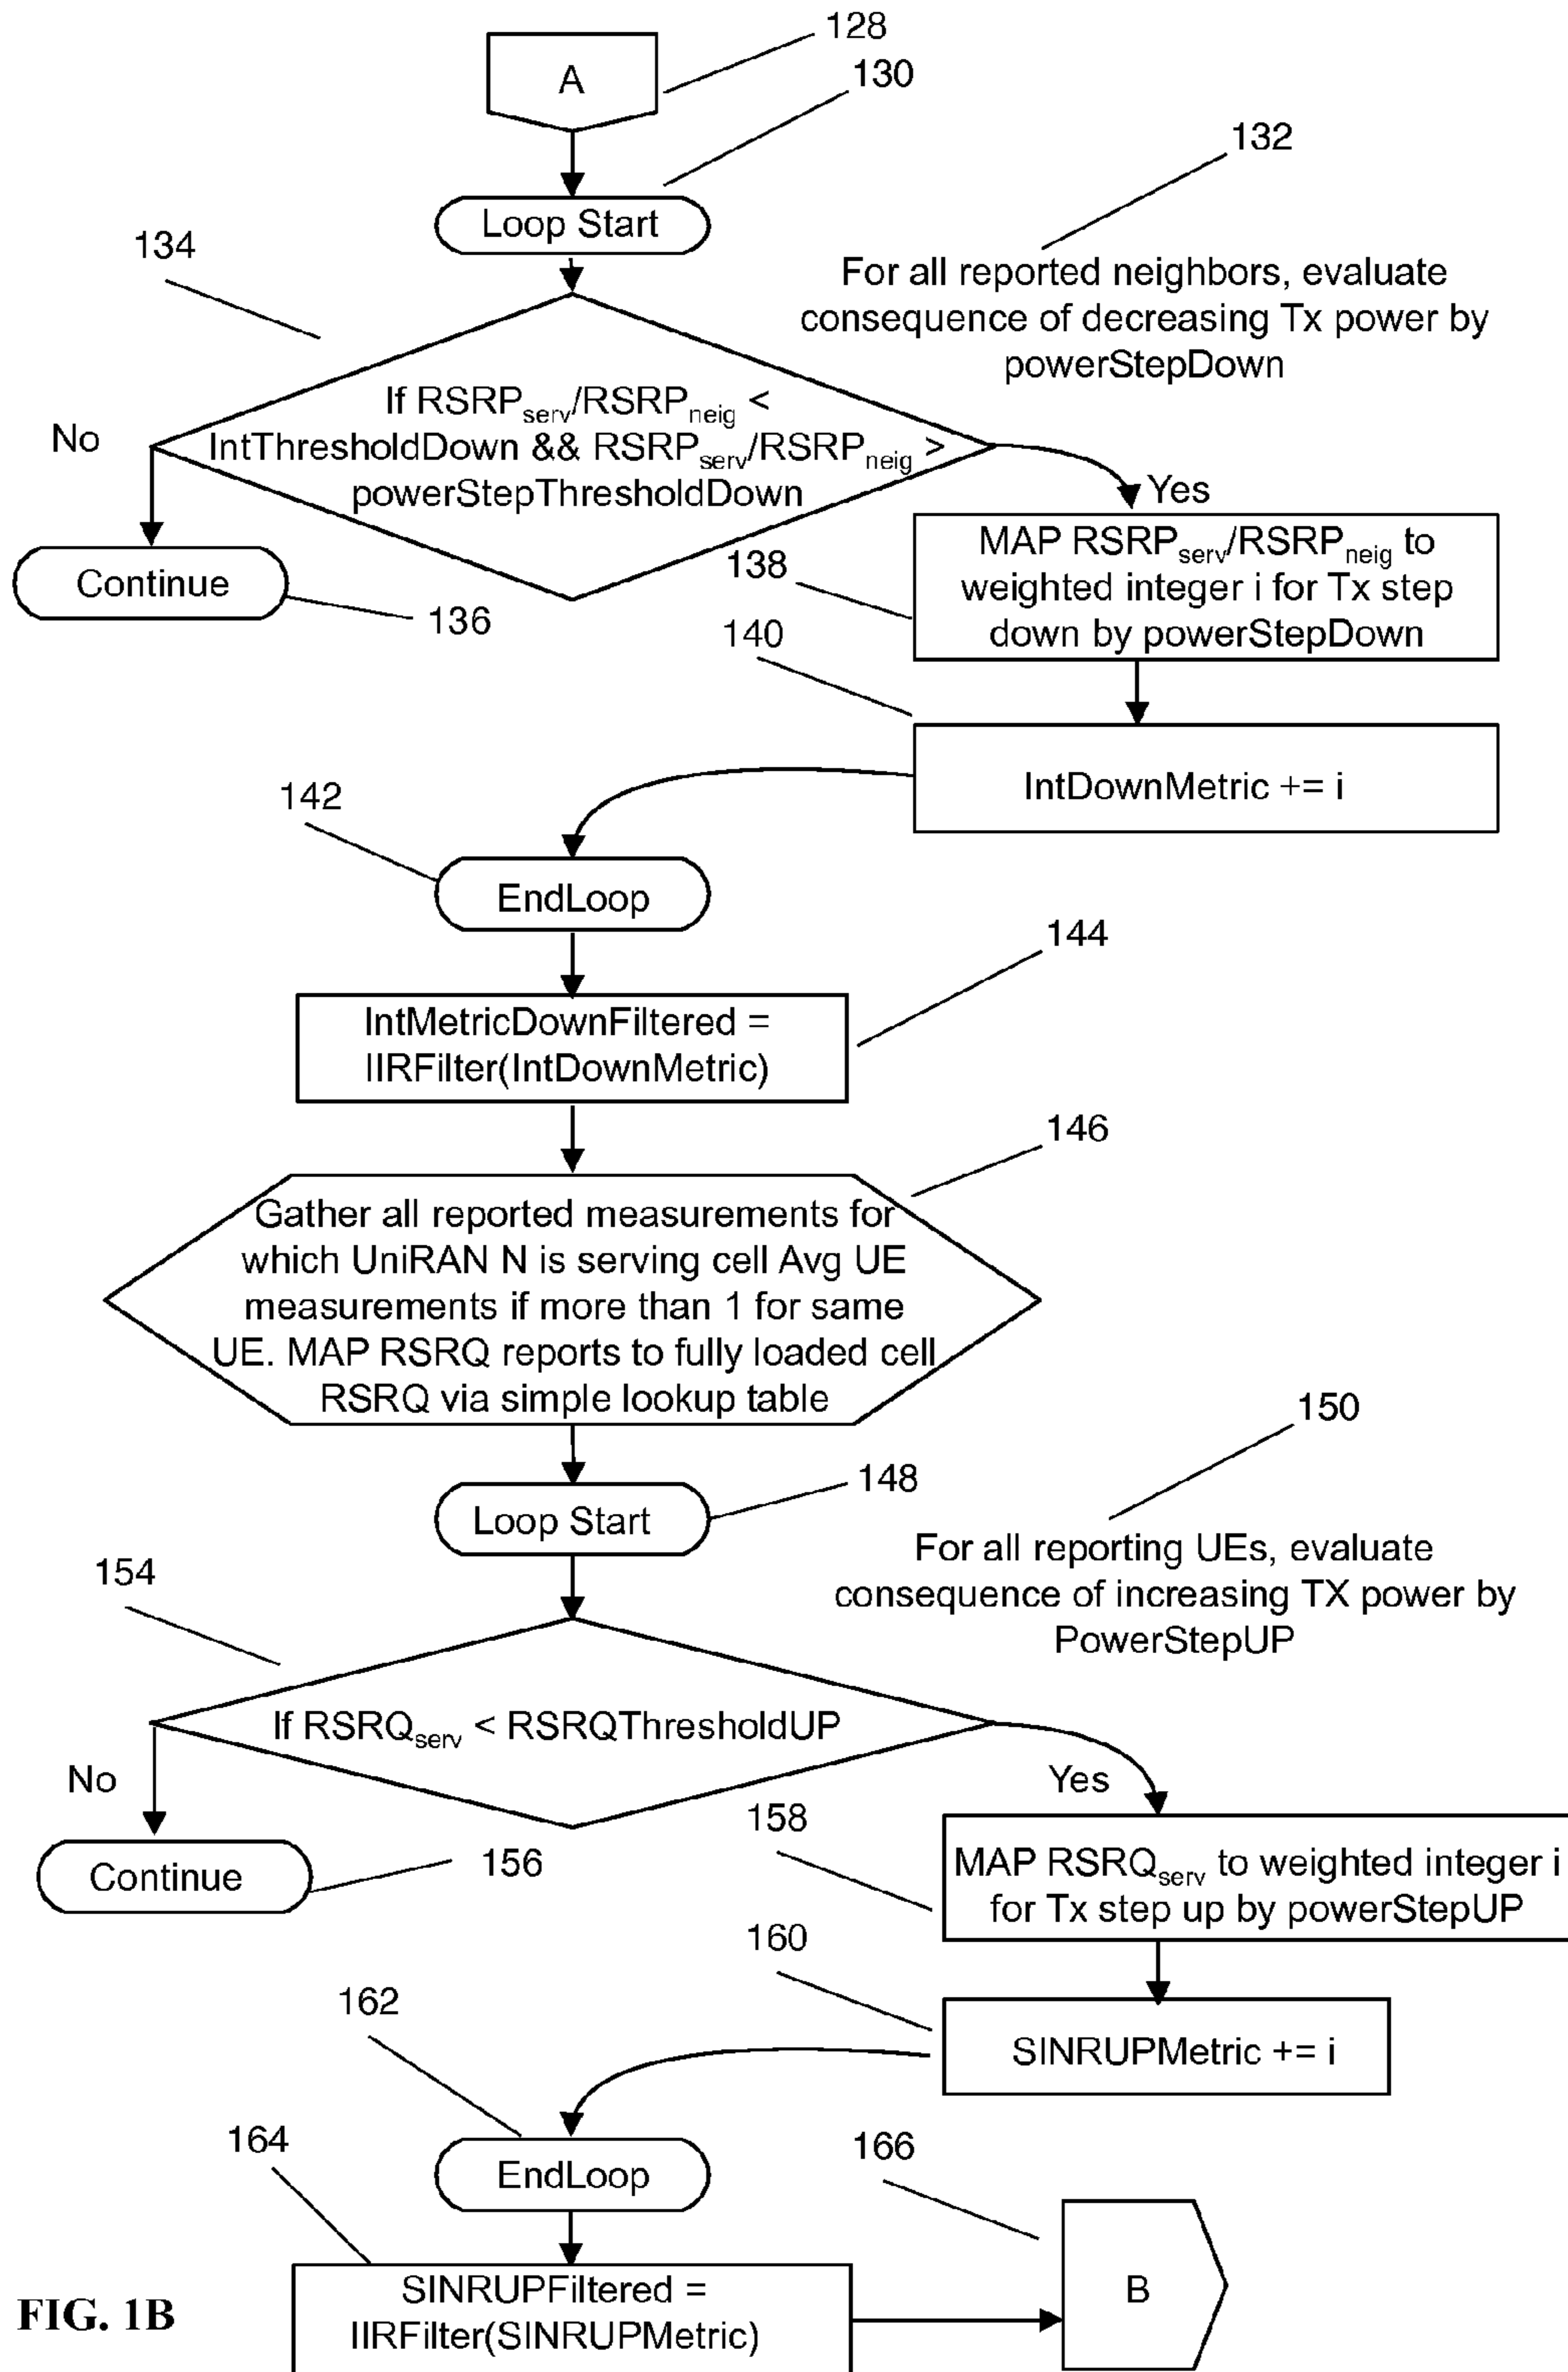 128
A
130
132
Loop Start
134
For all reported neighbors, evaluate
consequence of decreasing Tx power by
powerStepDown
If RSRPserv/RSRPneig <
IntThresholdDown && RSRPserv/RSRPneig >
powerStepThresholdDown
No
Yes
MAP RSRPserv/RSRPneig to
weighted integer i for Tx step
down by powerStepDown
138
Continue
136
140
IntDownMetric += i
142
EndLoop
144
IntMetricDownFiltered =
IIRFilter(IntDownMetric)
146
Gather all reported measurements for
which UniRAN N is serving cell Avg UE
measurements if more than 1 for same
UE. MAP RSRQ reports to fully loaded cell
RSRQ via simple lookup table
150
148
Loop Start
For all reporting UEs, evaluate
consequence of increasing TX power by
PowerStepUP
154
If RSRQserv < RSRQThresholdUP
No
Yes
158
MAP RSRQserv to weighted integer i
for Tx step up by powerStepUP
Continue
156
160
SINRUPMetric += i
162
EndLoop
164
166
SINRUPFiltered =
IIRFilter(SINRUPMetric)
B
FIG. 1B